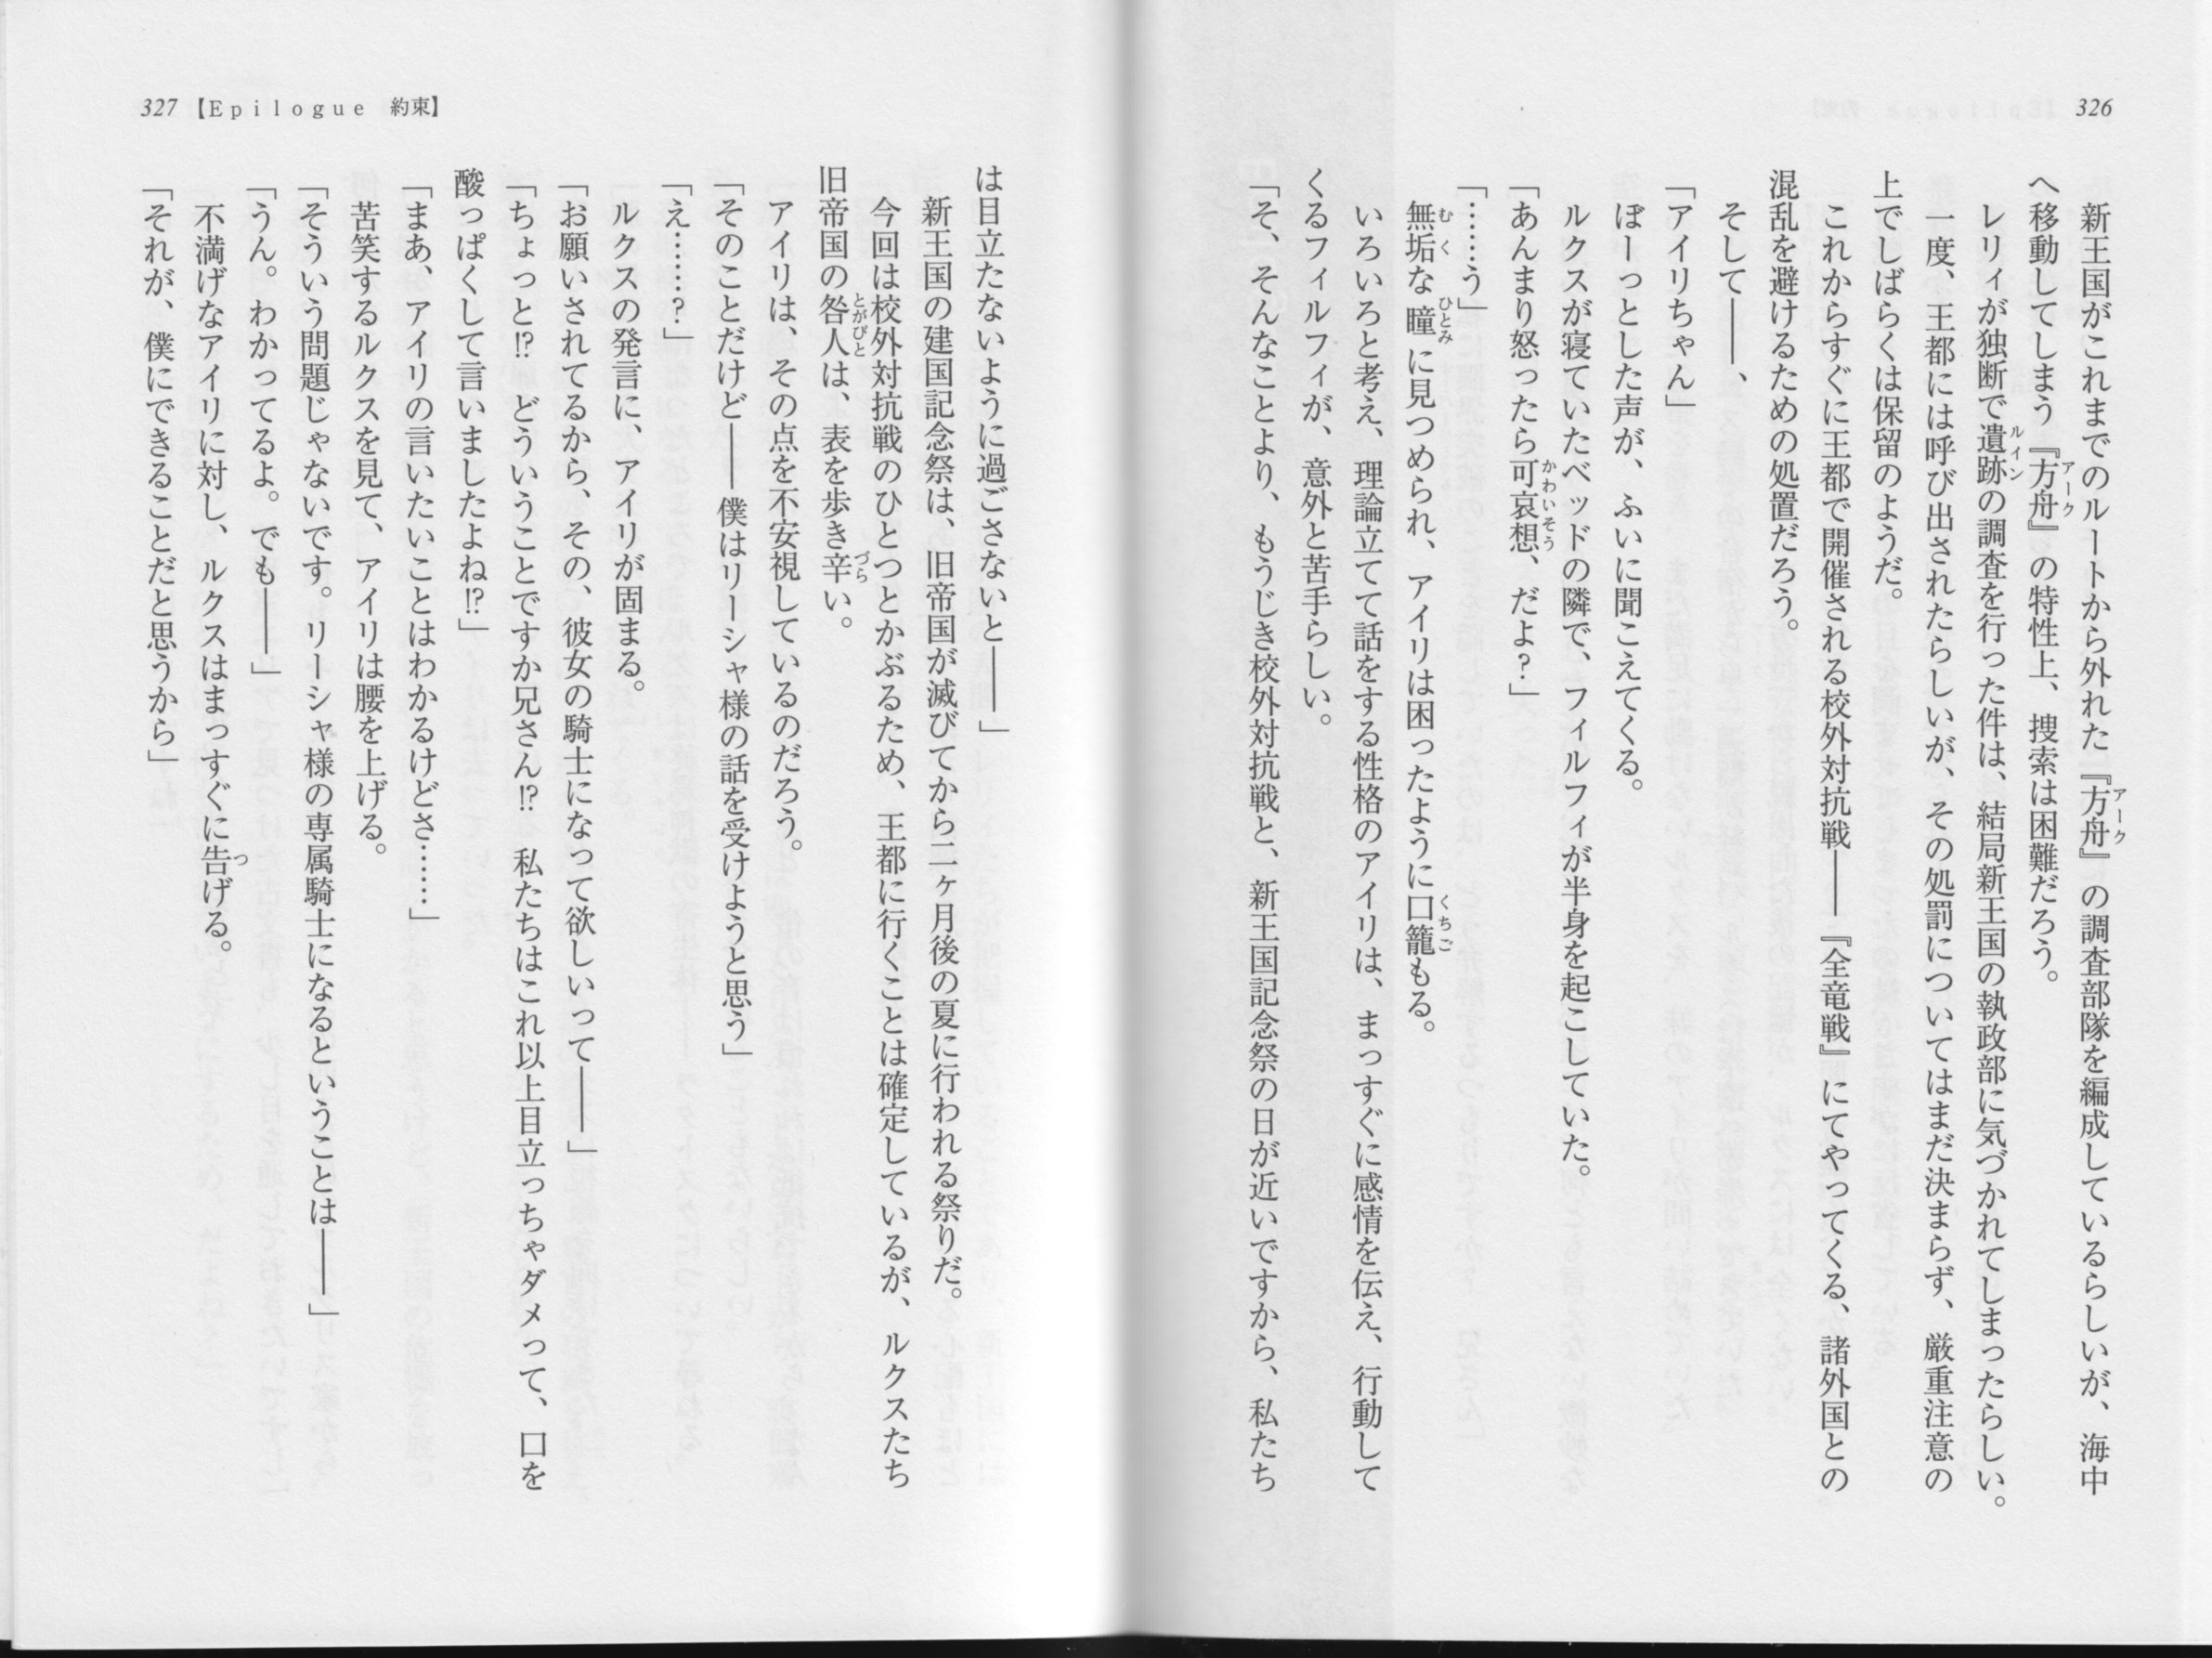 326
新王国がこれまでのルートから外れた『方舟』の調査部隊を編成しているらしいが、海中
へ移動してしまう『方舟』の特性上、捜索は困難だろう。
レリィが独断で遺跡の調査を行った件は、結局新王国の執政部に気づかれてしまったらしい。
一度、王都には呼び出されたらしいが、その処罰についてはまだ決まらず、厳重注意の
上でしばらくは保留のようだ。
これからすぐに王都で開催される校外対抗戦――『全竜戦』にてやってくる、諸外国との
混乱を避けるための処置だろう。
そして――、
「アイリちゃん」
ぼーっとした声が、ふいに聞こえてくる。
ルクスが寝ていたベッドの隣で、フィルフィが半身を起こしていた。
「あんまり怒ったら可哀想、だよ？」
「……う」
無垢な瞳に見つめられ、アイリは困ったように口籠もる。
いろいろと考え、理論立てて話をする性格のアイリは、まっすぐに感情を伝え、行動して
くるフィルフィが、意外と苦手らしい。
「そ、そんなことより、もうじき校外対抗戦と、新王国記念祭の日が近いですから、私たち
327【Epilogue　約束】
は目立たないように過ごさないと――」
新王国の建国記念祭は、旧帝国が滅びてから二ヶ月後の夏に行われる祭りだ。
今回は校外対抗戦のひとつとかぶるため、王都に行くことは確定しているが、ルクスたち
旧帝国の咎人は、表を歩き辛い。
アイリは、その点を不安視しているのだろう。
「そのことだけど――僕はリーシャ様の話を受けようと思う」
「え……？」
ルクスの発言に、アイリが固まる。
「お願いされてるから、その、彼女の騎士になって欲しいって――」
「ちょっと!?　どういうことですか兄さん!?　私たちはこれ以上目立っちゃダメって、口を
酸っぱくして言いましたよね!?」
「まあ、アイリの言いたいことはわかるけどさ……」
苦笑するルクスを見て、アイリは腰を上げる。
「そういう問題じゃないです。リーシャ様の専属騎士になるということは――」
「うん。わかってるよ。でも――」
不満げなアイリに対し、ルクスはまっすぐに告げる。
「それが、僕にできることだと思うから」